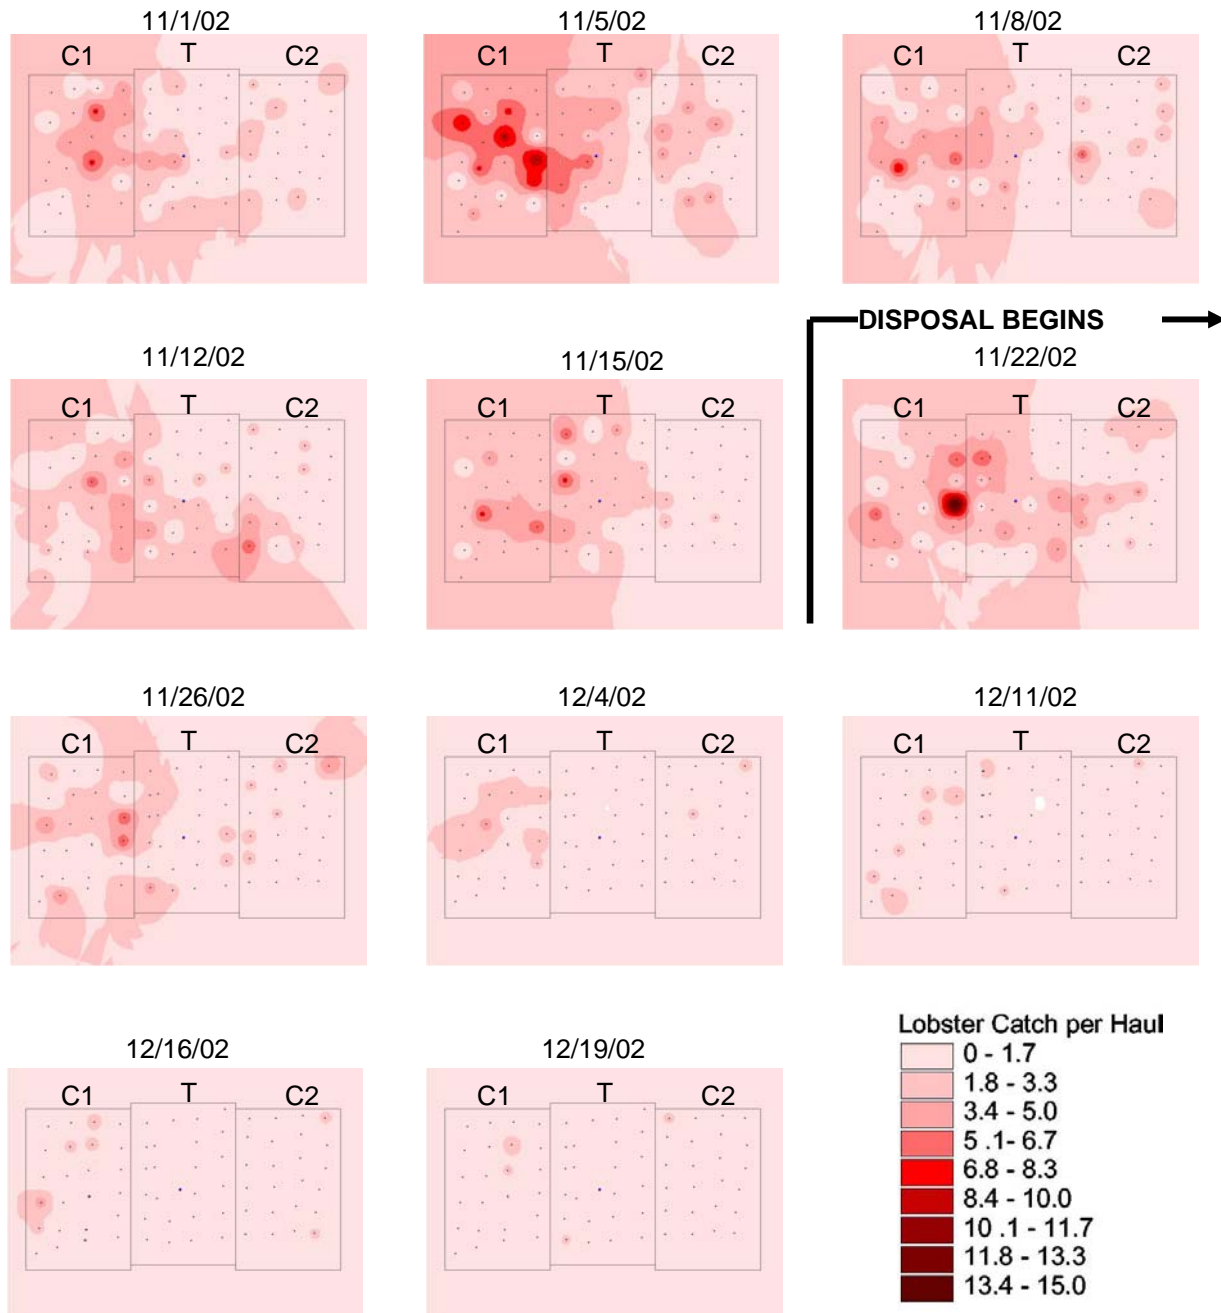 11/1/02
11/5/02
11/8/02
C1 T C2
C1 T C2
C1 T C2
DISPOSAL BEGINS
11/12/02
11/15/02
11/22/02
C1 T C2
C1 T C2
C1 T C2
11/26/02
12/4/02
12/11/02
C1 T C2
C1 T C2
C1 T C2
12/16/02
12/19/02
C1 T C2
C1 T C2
Lobster Catch per Haul
0 - 1.7
1.8 - 3.3
3.4 - 5.0
5 .1- 6.7
6.8 - 8.3
8.4 - 10.0
10 .1 - 11.7
11.8 - 13.3
13.4 - 15.0